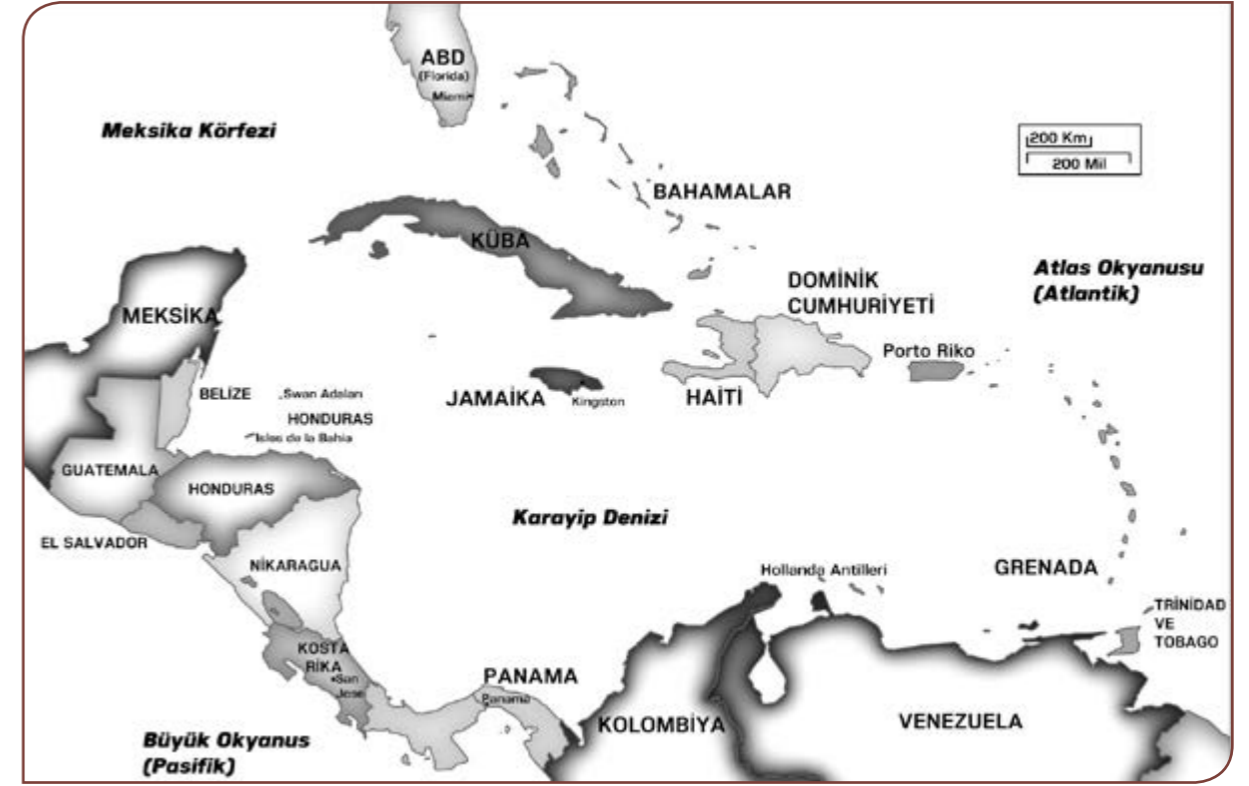 ABD
(Florida)
Miami
Meksika Körfezi
200 Km
200 Mil
BAHAMALAR
KÜBA
Atlas Okyanusu
(Atlantik)
DOMİNİK
CUMHURİYETİ
MEKSİKA
Porto Riko
BELİZE
Swan Adaları
JAMAİKA
Kingston
HAİTİ
HONDURAS
Isles de la Bahia
GUATEMALA
HONDURAS
Karayip Denizi
EL SALVADOR
NİKARAGUA
Hollanda Antilleri
GRENADA
TRİNİDAD
VE
TOBAGO
KOSTA
RİKA
San
Jose
PANAMA
Panama
KOLOMBİYA
VENEZUELA
Büyük Okyanus
(Pasifik)